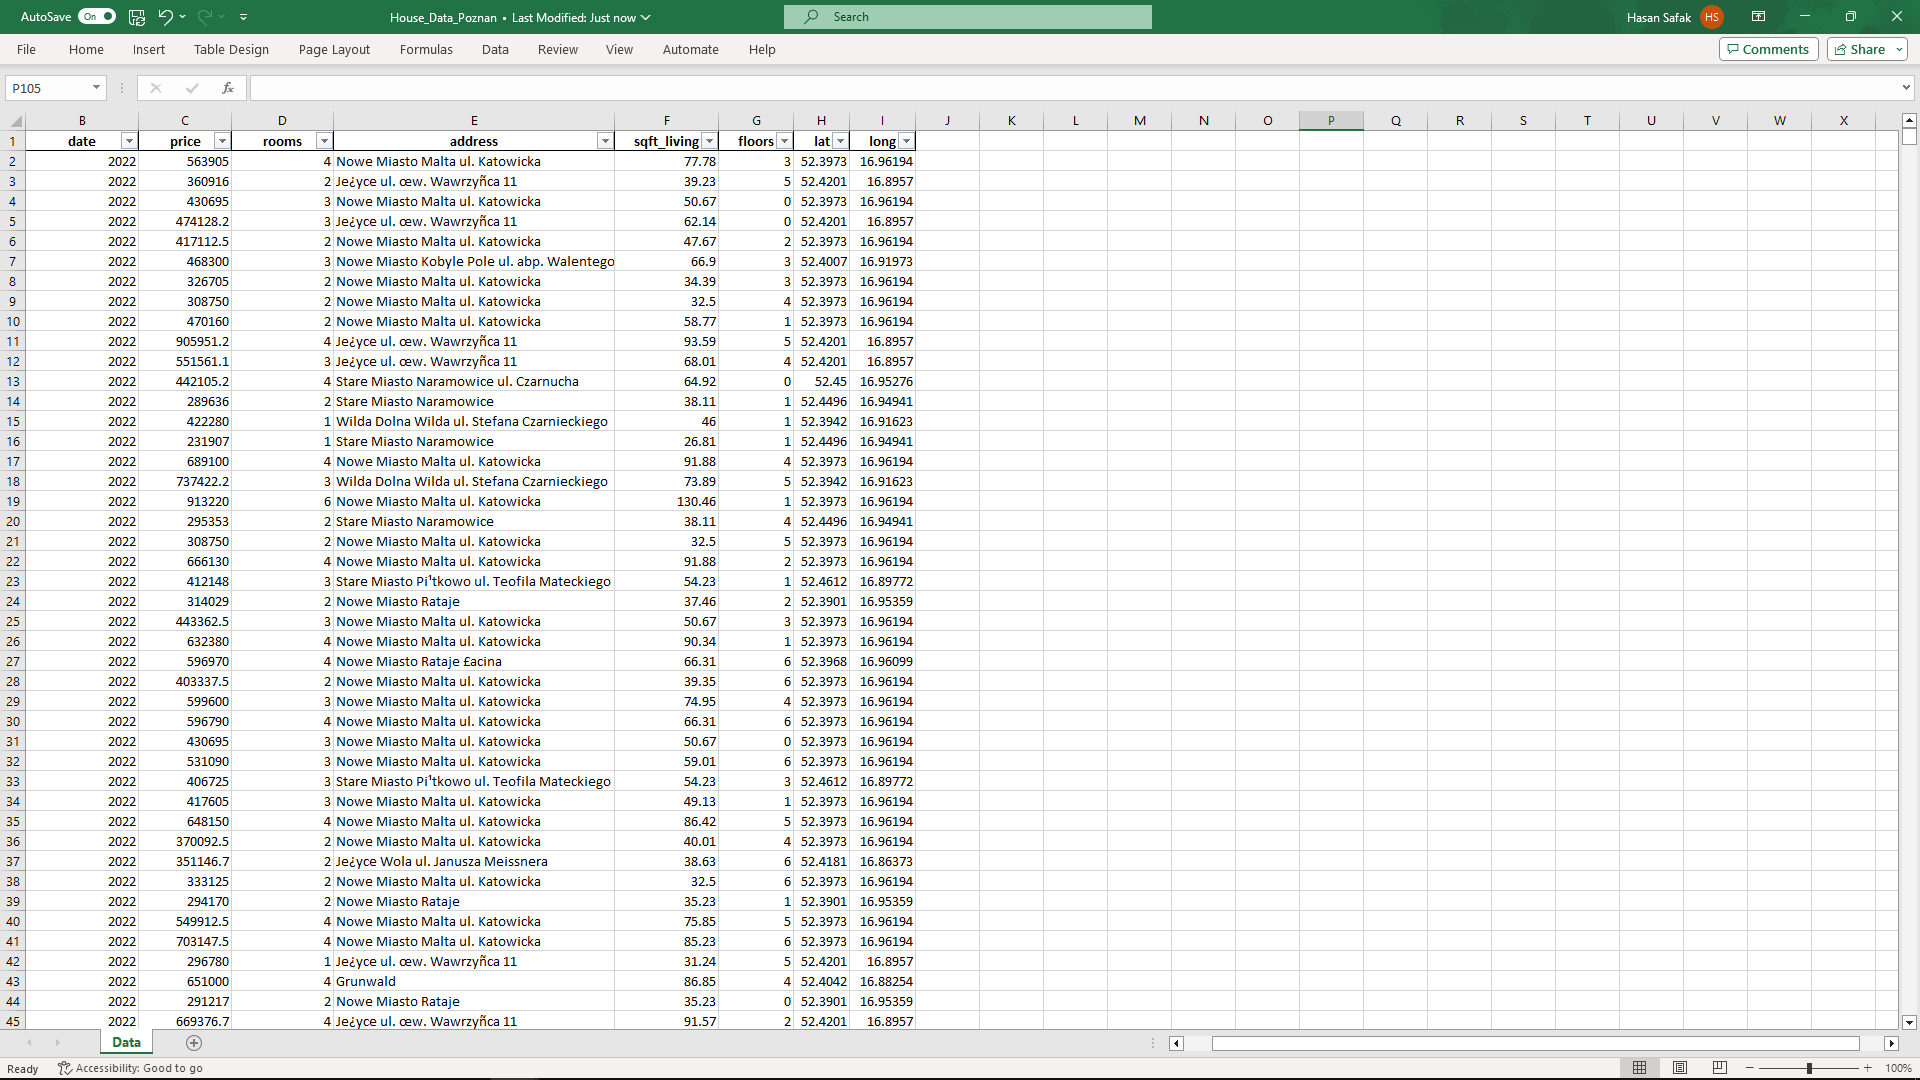 AutoSave On House_Data_Poznan • Last Modified: Just now Search Hasan Safak HS
File Home Insert Table Design Page Layout Formulas Data Review View Automate Help Comments Share
P105 fx
B C D E F G H I J K L M N O P Q R S T U V W X
1 date price rooms address sqft_living floors lat long
2 2022 563905 4 Nowe Miasto Malta ul. Katowicka 77.78 3 52.3973 16.96194
3 2022 360916 2 Je¿yce ul. œw. Wawrzyñca 11 39.23 5 52.4201 16.8957
4 2022 430695 3 Nowe Miasto Malta ul. Katowicka 50.67 0 52.3973 16.96194
5 2022 474128.2 3 Je¿yce ul. œw. Wawrzyñca 11 62.14 0 52.4201 16.8957
6 2022 417112.5 2 Nowe Miasto Malta ul. Katowicka 47.67 2 52.3973 16.96194
7 2022 468300 3 Nowe Miasto Kobyle Pole ul. abp. Walentego 66.9 3 52.4007 16.91973
8 2022 326705 2 Nowe Miasto Malta ul. Katowicka 34.39 3 52.3973 16.96194
9 2022 308750 2 Nowe Miasto Malta ul. Katowicka 32.5 4 52.3973 16.96194
10 2022 470160 2 Nowe Miasto Malta ul. Katowicka 58.77 1 52.3973 16.96194
11 2022 905951.2 4 Je¿yce ul. œw. Wawrzyñca 11 93.59 5 52.4201 16.8957
12 2022 551561.1 3 Je¿yce ul. œw. Wawrzyñca 11 68.01 4 52.4201 16.8957
13 2022 442105.2 4 Stare Miasto Naramowice ul. Czarnucha 64.92 0 52.45 16.95276
14 2022 289636 2 Stare Miasto Naramowice 38.11 1 52.4496 16.94941
15 2022 422280 1 Wilda Dolna Wilda ul. Stefana Czarnieckiego 46 1 52.3942 16.91623
16 2022 231907 1 Stare Miasto Naramowice 26.81 1 52.4496 16.94941
17 2022 689100 4 Nowe Miasto Malta ul. Katowicka 91.88 4 52.3973 16.96194
18 2022 737422.2 3 Wilda Dolna Wilda ul. Stefana Czarnieckiego 73.89 5 52.3942 16.91623
19 2022 913220 6 Nowe Miasto Malta ul. Katowicka 130.46 1 52.3973 16.96194
20 2022 295353 2 Stare Miasto Naramowice 38.11 4 52.4496 16.94941
21 2022 308750 2 Nowe Miasto Malta ul. Katowicka 32.5 5 52.3973 16.96194
22 2022 666130 4 Nowe Miasto Malta ul. Katowicka 91.88 2 52.3973 16.96194
23 2022 412148 3 Stare Miasto Pi¹tkowo ul. Teofila Mateckiego 54.23 1 52.4612 16.89772
24 2022 314029 2 Nowe Miasto Rataje 37.46 2 52.3901 16.95359
25 2022 443362.5 3 Nowe Miasto Malta ul. Katowicka 50.67 3 52.3973 16.96194
26 2022 632380 4 Nowe Miasto Malta ul. Katowicka 90.34 1 52.3973 16.96194
27 2022 596970 4 Nowe Miasto Rataje £acina 66.31 6 52.3968 16.96099
28 2022 403337.5 2 Nowe Miasto Malta ul. Katowicka 39.35 6 52.3973 16.96194
29 2022 599600 3 Nowe Miasto Malta ul. Katowicka 74.95 4 52.3973 16.96194
30 2022 596790 4 Nowe Miasto Malta ul. Katowicka 66.31 6 52.3973 16.96194
31 2022 430695 3 Nowe Miasto Malta ul. Katowicka 50.67 0 52.3973 16.96194
32 2022 531090 3 Nowe Miasto Malta ul. Katowicka 59.01 6 52.3973 16.96194
33 2022 406725 3 Stare Miasto Pi¹tkowo ul. Teofila Mateckiego 54.23 3 52.4612 16.89772
34 2022 417605 3 Nowe Miasto Malta ul. Katowicka 49.13 1 52.3973 16.96194
35 2022 648150 4 Nowe Miasto Malta ul. Katowicka 86.42 5 52.3973 16.96194
36 2022 370092.5 2 Nowe Miasto Malta ul. Katowicka 40.01 4 52.3973 16.96194
37 2022 351146.7 2 Je¿yce Wola ul. Janusza Meissnera 38.63 6 52.4181 16.86373
38 2022 333125 2 Nowe Miasto Malta ul. Katowicka 32.5 6 52.3973 16.96194
39 2022 294170 2 Nowe Miasto Rataje 35.23 1 52.3901 16.95359
40 2022 549912.5 4 Nowe Miasto Malta ul. Katowicka 75.85 5 52.3973 16.96194
41 2022 703147.5 4 Nowe Miasto Malta ul. Katowicka 85.23 6 52.3973 16.96194
42 2022 296780 1 Je¿yce ul. œw. Wawrzyñca 11 31.24 5 52.4201 16.8957
43 2022 651000 4 Grunwald 86.85 4 52.4042 16.88254
44 2022 291217 2 Nowe Miasto Rataje 35.23 0 52.3901 16.95359
45 2022 669376.7 4 Je¿yce ul. œw. Wawrzyñca 11 91.57 2 52.4201 16.8957
Data
Ready Accessibility: Good to go 100%